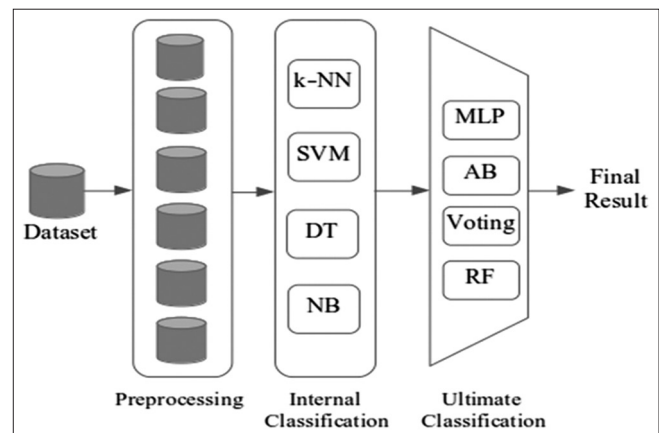 Dataset
k-NN
SVM
DT
NB
MLP
AB
Voting
RF
Final
Result
Preprocessing
Internal
Classification
Ultimate
Classification